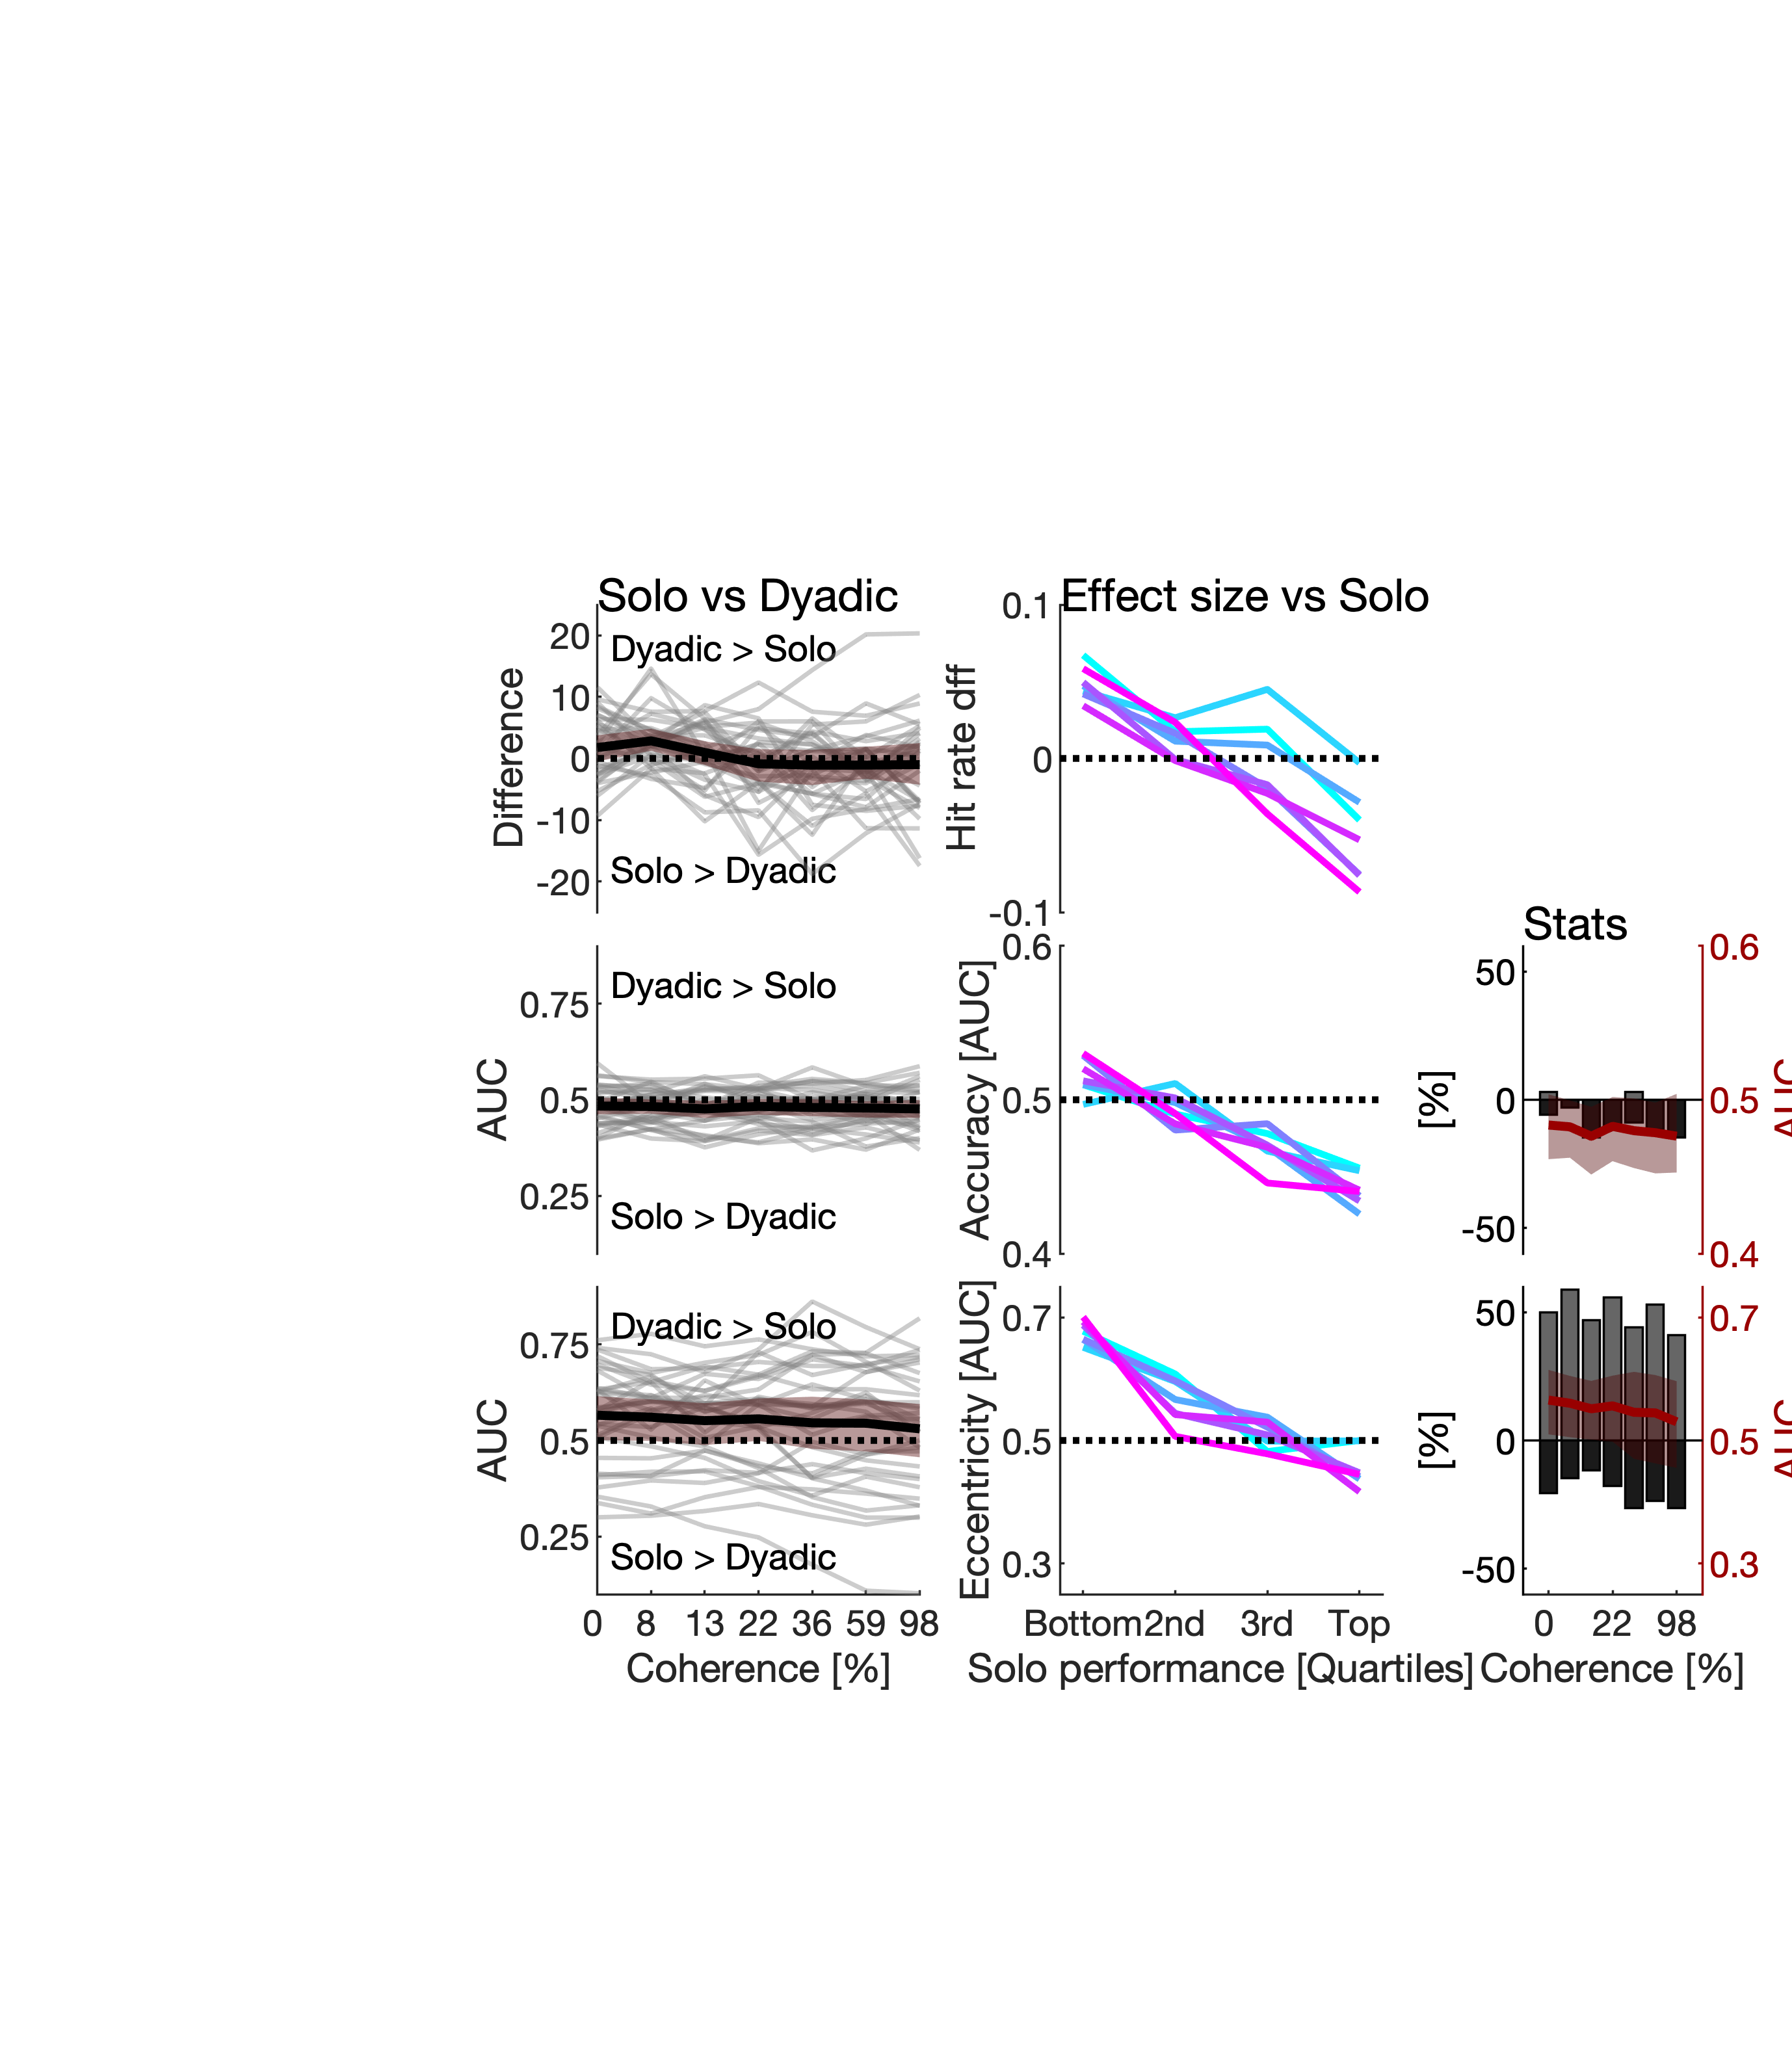 Solo vs Dyadic
Effect size vs Solo
Difference
20
10
0
-10
-20
Dyadic > Solo
Solo > Dyadic
Hit rate dff
0.1
0
-0.1
AUC
0.75
0.5
0.25
Dyadic > Solo
Solo > Dyadic
Accuracy [AUC]
0.6
0.5
0.4
Stats
[%]
50
0
-50
0.6
0.5
0.4
AUC
0.75
0.5
0.25
Dyadic > Solo
Solo > Dyadic
0 8 13 22 36 59 98
Coherence [%]
Eccentricity [AUC]
0.7
0.5
0.3
Bottom 2nd 3rd Top
Solo performance [Quartiles]
[%]
50
0
-50
0.7
0.5
0.3
0 22 98
Coherence [%]